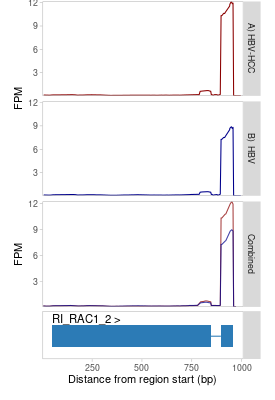 12
9
6
3
FPM
A) HBV-HCC
12
9
6
3
FPM
B) HBV
12
9
6
3
FPM
Combined
RI_RAC1_2 >
250 500 750 1000
Distance from region start (bp)